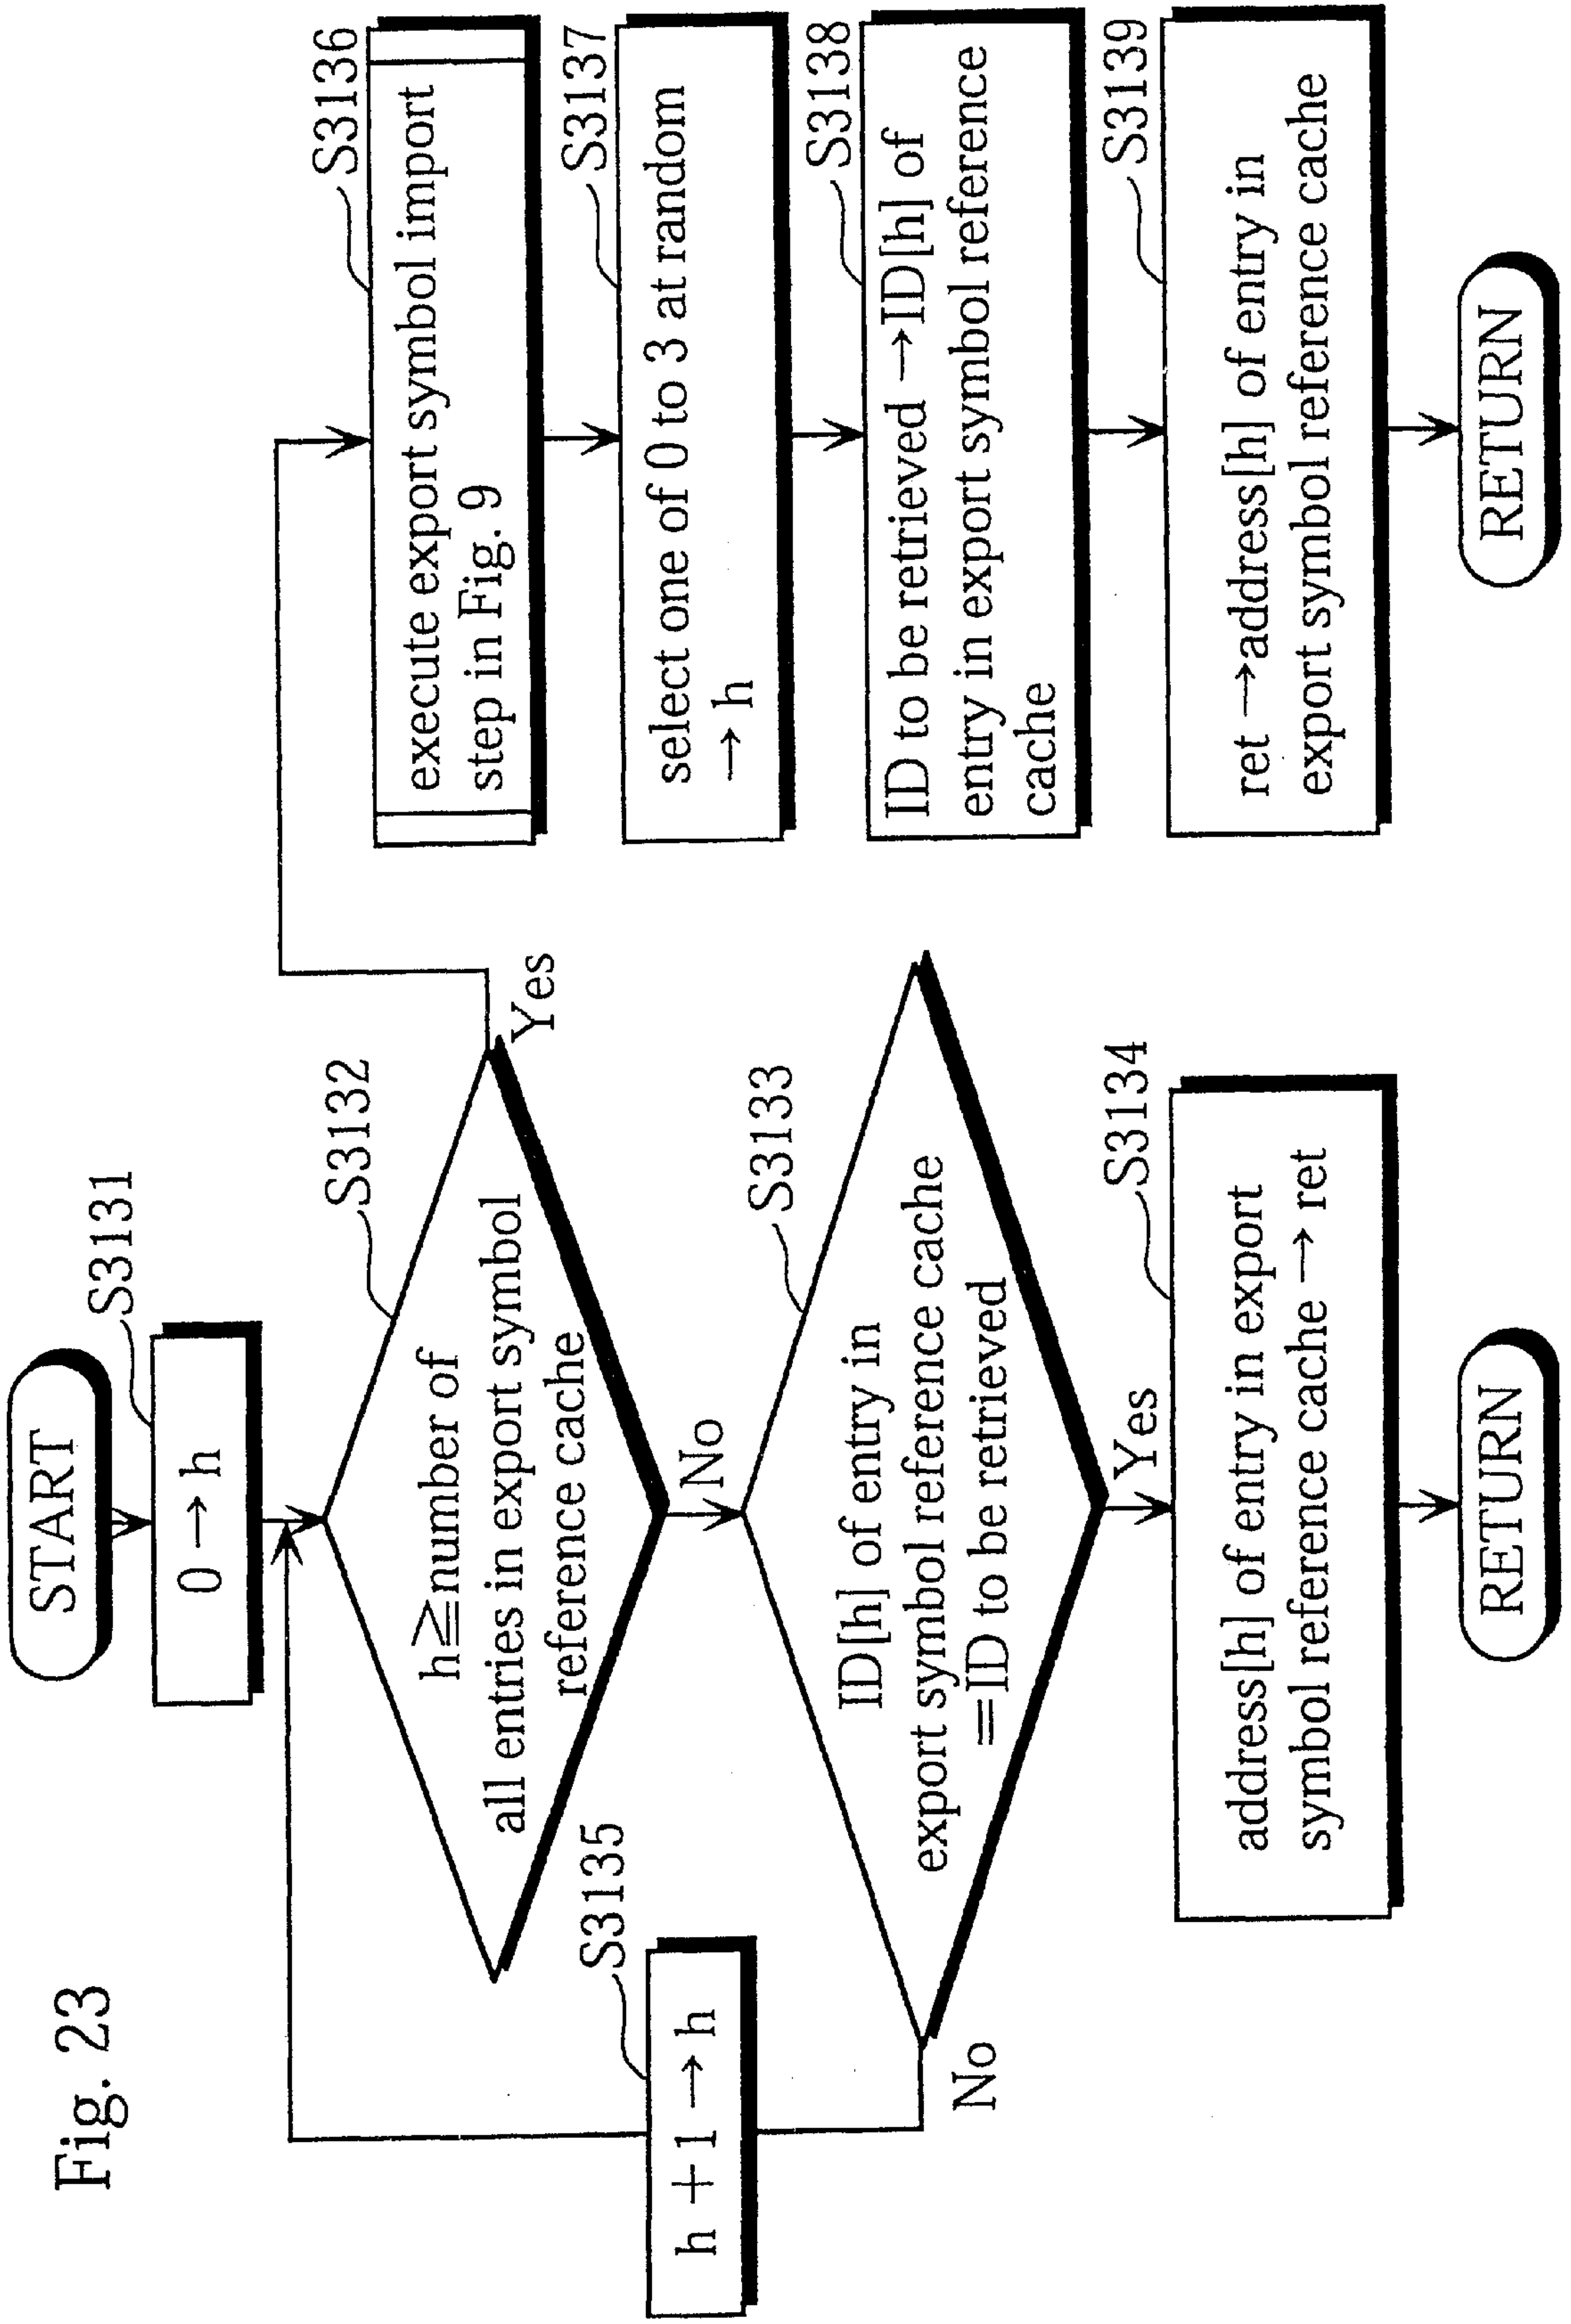 Fig. 23
START
S3131
0→h
S3132
h≧number of
all entries in export symbol
reference cache
Yes
No
S3133
ID[h] of entry in
export symbol reference cache
=ID to be retrieved
No
Yes
S3135
h+1→h
S3134
address[h] of entry in export
symbol reference cache→ret
RETURN
S3136
execute export symbol import
step in Fig. 9
S3137
select one of 0 to 3 at random
→h
S3138
ID to be retrieved→ID[h] of
entry in export symbol reference
cache
S3139
ret→address[h] of entry in
export symbol reference cache
RETURN